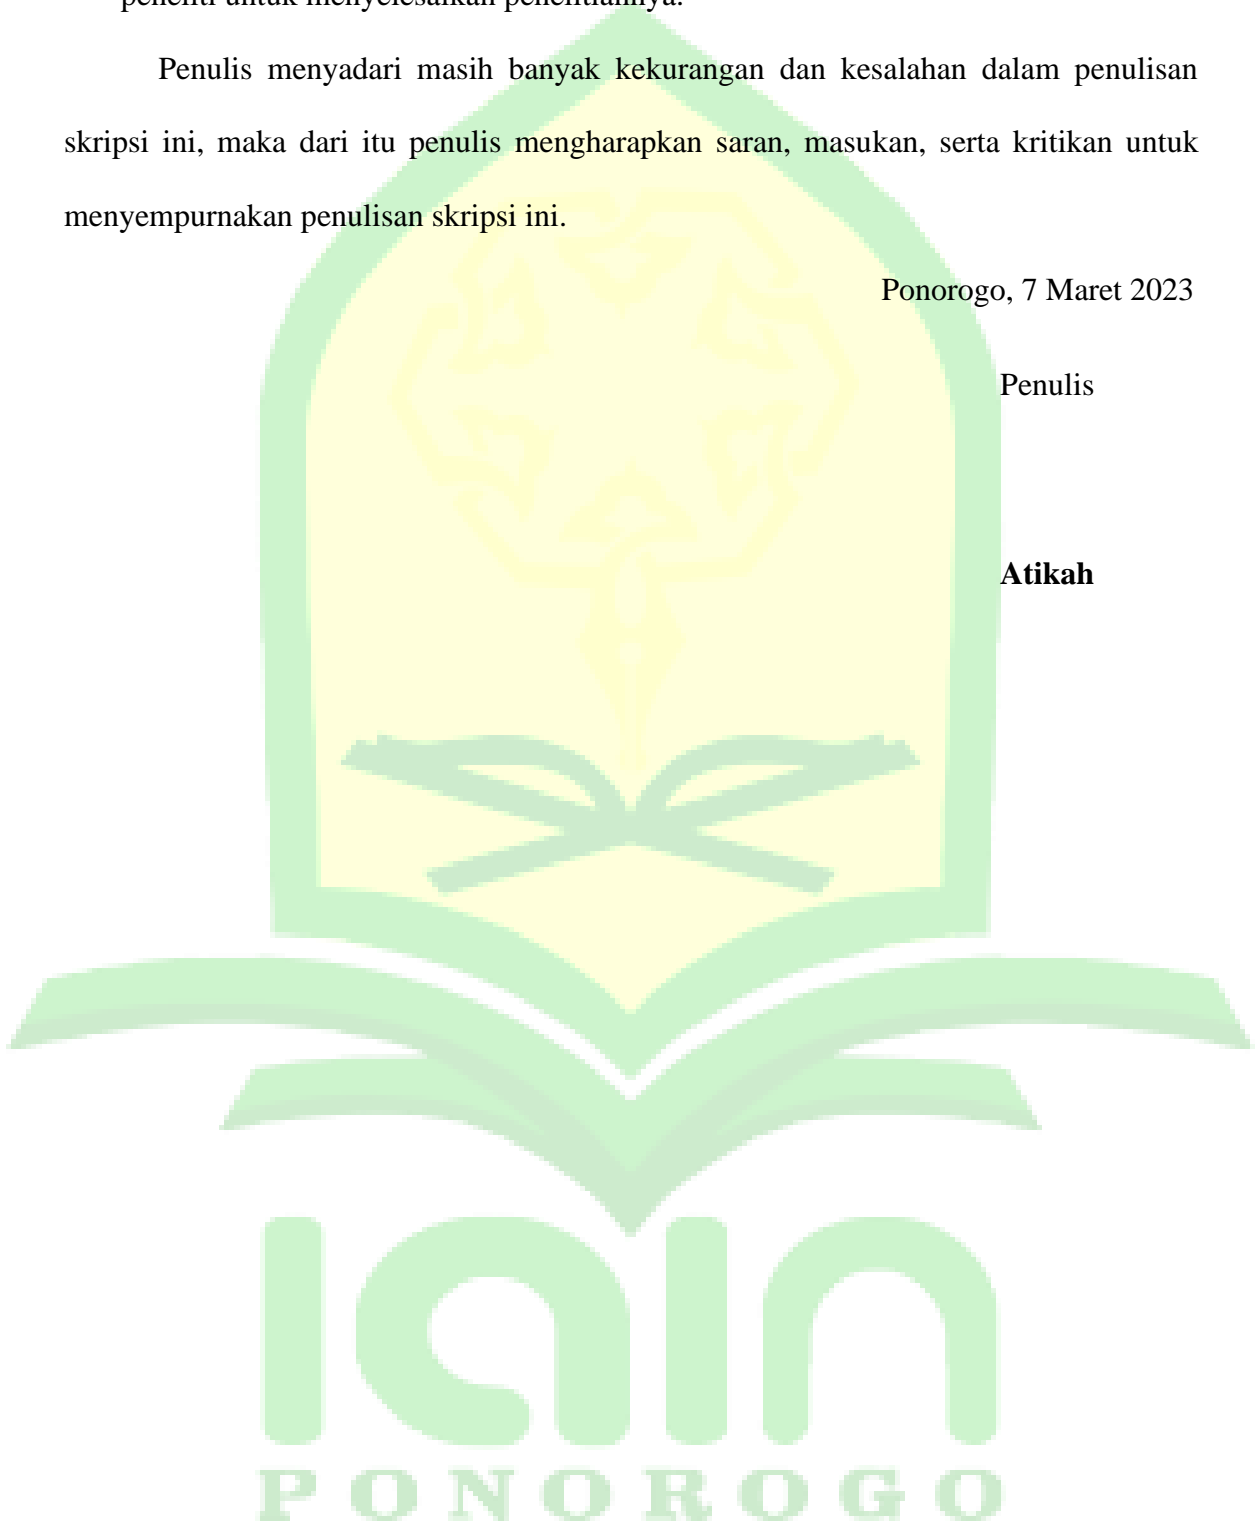 peneliti untuk menyelesaikan penelitiannya.
Penulis menyadari masih banyak kekurangan dan kesalahan dalam penulisan
skripsi ini, maka dari itu penulis mengharapkan saran, masukan, serta kritikan untuk
menyempurnakan penulisan skripsi ini.
Ponorogo, 7 Maret 2023
Penulis
Atikah
iain
PONOROGO